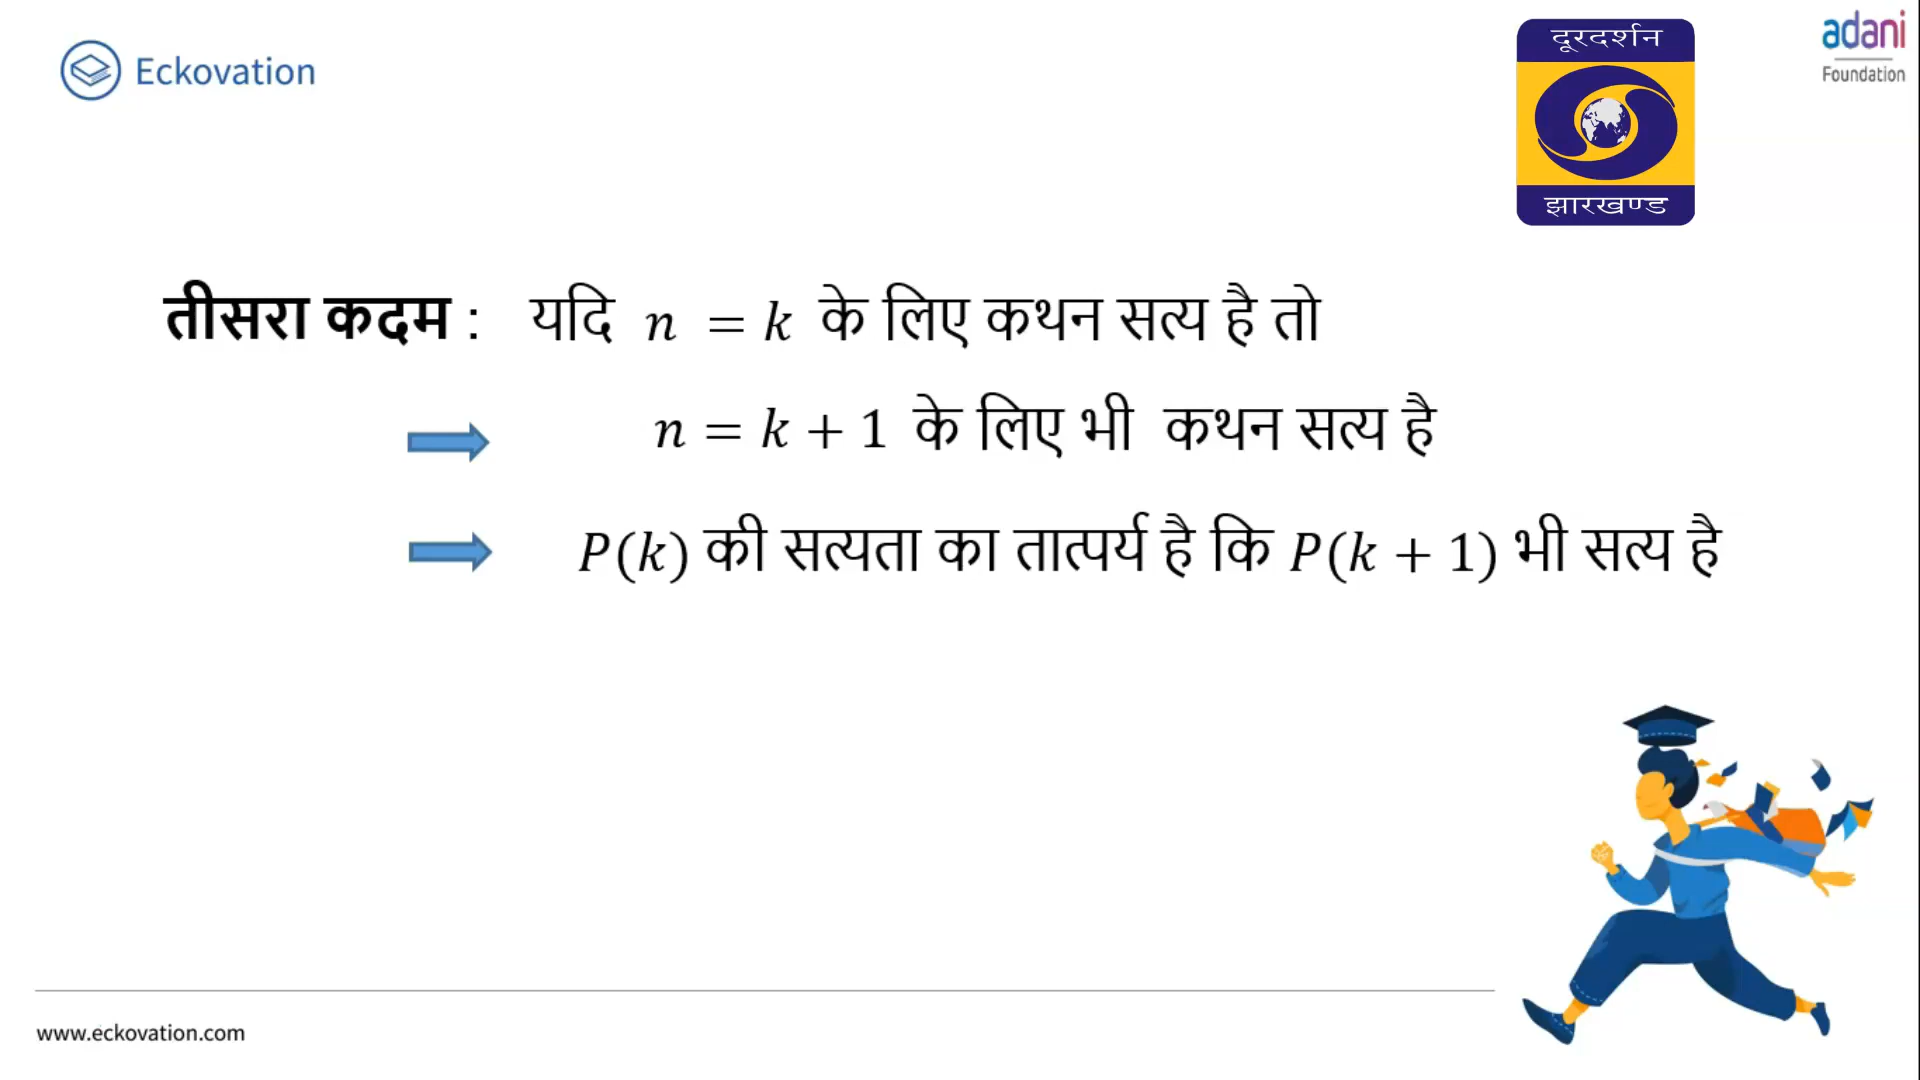 Eckovation
दूरदर्शन
झारखण्ड
adani
Foundation
तीसरा कदम : यदि n = k के लिए कथन सत्य है तो
n = k + 1 के लिए भी कथन सत्य है
P(k) की सत्यता का तात्पर्य है कि P(k + 1) भी सत्य है
www.eckovation.com